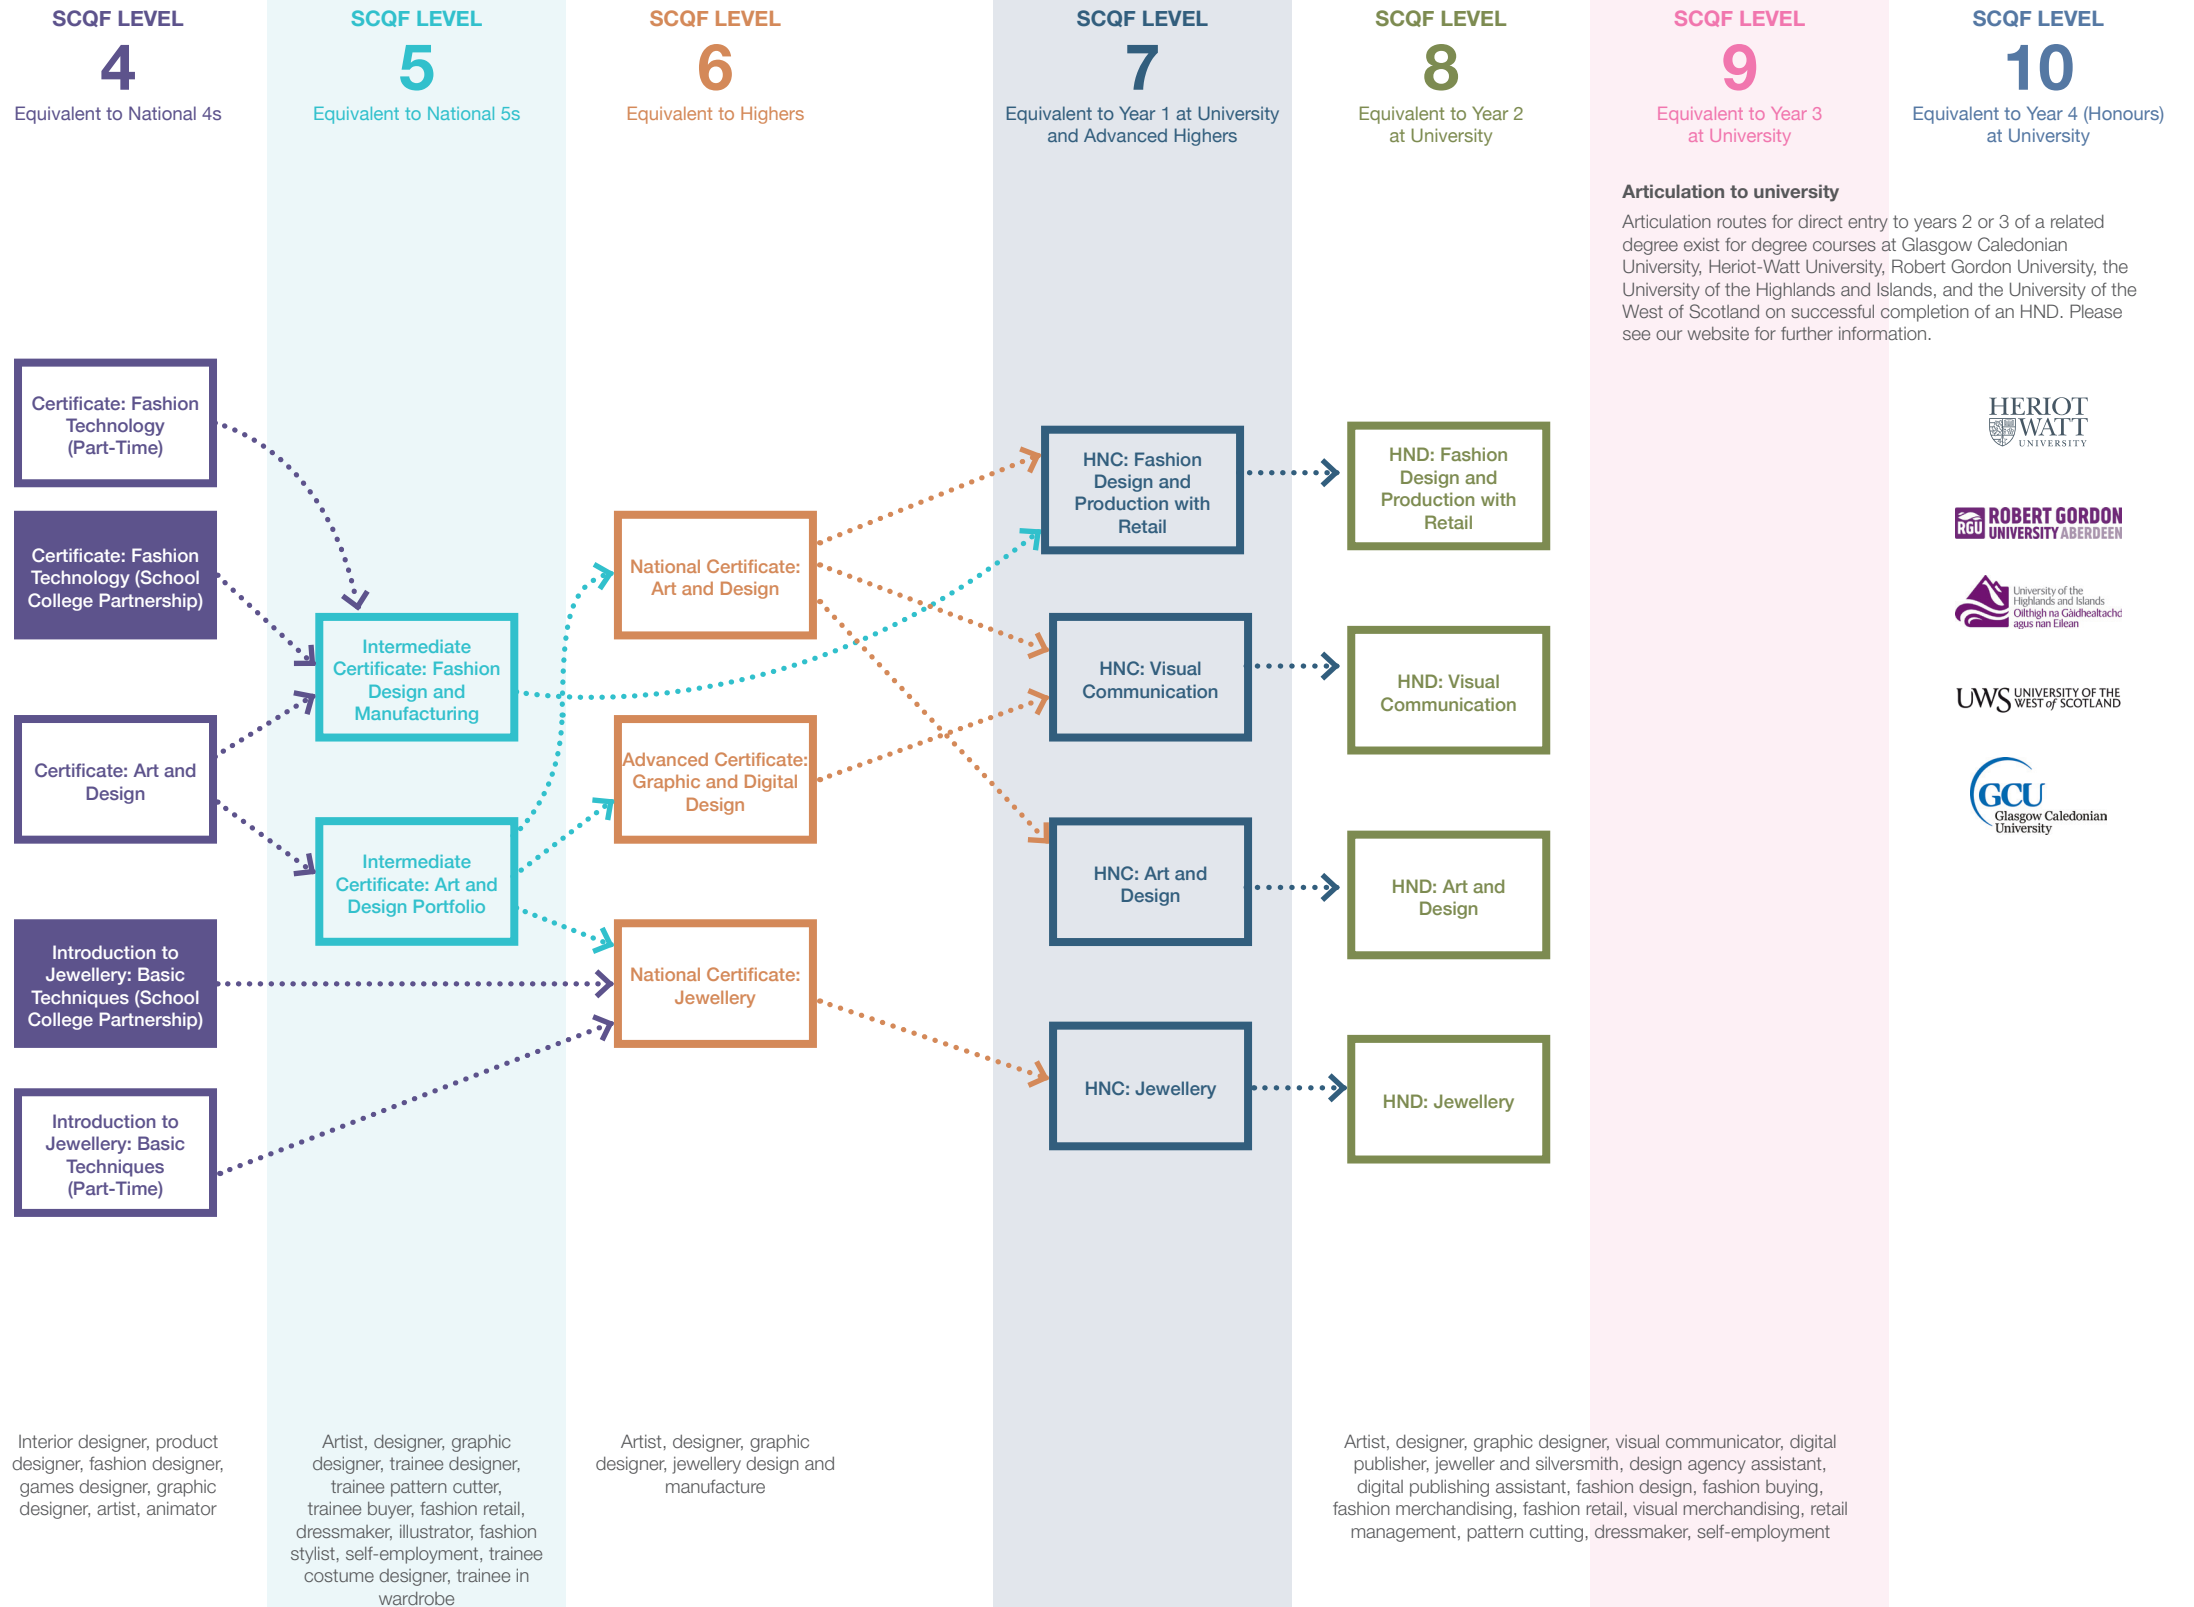 SCQF LEVEL
4
Equivalent to National 4s
SCQF LEVEL
5
Equivalent to National 5s
SCQF LEVEL
6
Equivalent to Highers
SCQF LEVEL
7
Equivalent to Year 1 at University
and Advanced Highers
SCQF LEVEL
8
Equivalent to Year 2
at University
SCQF LEVEL
9
Equivalent to Year 3
at University
SCQF LEVEL
10
Equivalent to Year 4 (Honours)
at University
Articulation to university
Articulation routes for direct entry to years 2 or 3 of a related
degree exist for degree courses at Glasgow Caledonian
University, Heriot-Watt University, Robert Gordon University, the
University of the Highlands and Islands, and the University of the
West of Scotland on successful completion of an HND. Please
see our website for further information.
Certificate: Fashion
Technology
(Part-Time)
Certificate: Fashion
Technology (School
College Partnership)
Certificate: Art and
Design
Introduction to
Jewellery: Basic
Techniques (School
College Partnership)
Introduction to
Jewellery: Basic
Techniques
(Part-Time)
Intermediate
Certificate: Fashion
Design and
Manufacturing
Intermediate
Certificate: Art and
Design Portfolio
National Certificate:
Art and Design
Advanced Certificate:
Graphic and Digital
Design
National Certificate:
Jewellery
HNC: Fashion
Design and
Production with
Retail
HNC: Visual
Communication
HNC: Art and
Design
HNC: Jewellery
HND: Fashion
Design and
Production with
Retail
HND: Visual
Communication
HND: Art and
Design
HND: Jewellery
HERIOT
WATT
UNIVERSITY
RGU
ROBERT GORDON
UNIVERSITY ABERDEEN
University of the
Highlands and Islands
Oilthigh na Gàidhealtachd
agus nan Eilean
UWS
UNIVERSITY OF THE
WEST of SCOTLAND
GCU
Glasgow Caledonian
University
Interior designer, product
designer, fashion designer,
games designer, graphic
designer, artist, animator
Artist, designer, graphic
designer, trainee designer,
trainee pattern cutter,
trainee buyer, fashion retail,
dressmaker, illustrator, fashion
stylist, self-employment, trainee
costume designer, trainee in
wardrobe
Artist, designer, graphic
designer, jewellery design and
manufacture
Artist, designer, graphic designer, visual communicator, digital
publisher, jeweller and silversmith, design agency assistant,
digital publishing assistant, fashion design, fashion buying,
fashion merchandising, fashion retail, visual merchandising, retail
management, pattern cutting, dressmaker, self-employment